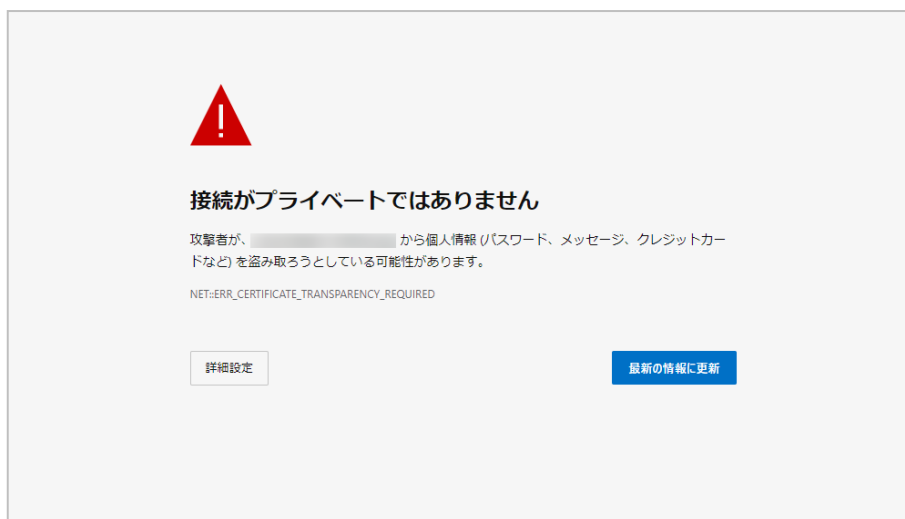 接続がプライベートではありません
攻撃者が、 から個人情報 (パスワード、メッセージ、クレジットカー
ドなど) を盗み取ろうとしている可能性があります。
NET::ERR_CERTIFICATE_TRANSPARENCY_REQUIRED
詳細設定
最新の情報に更新